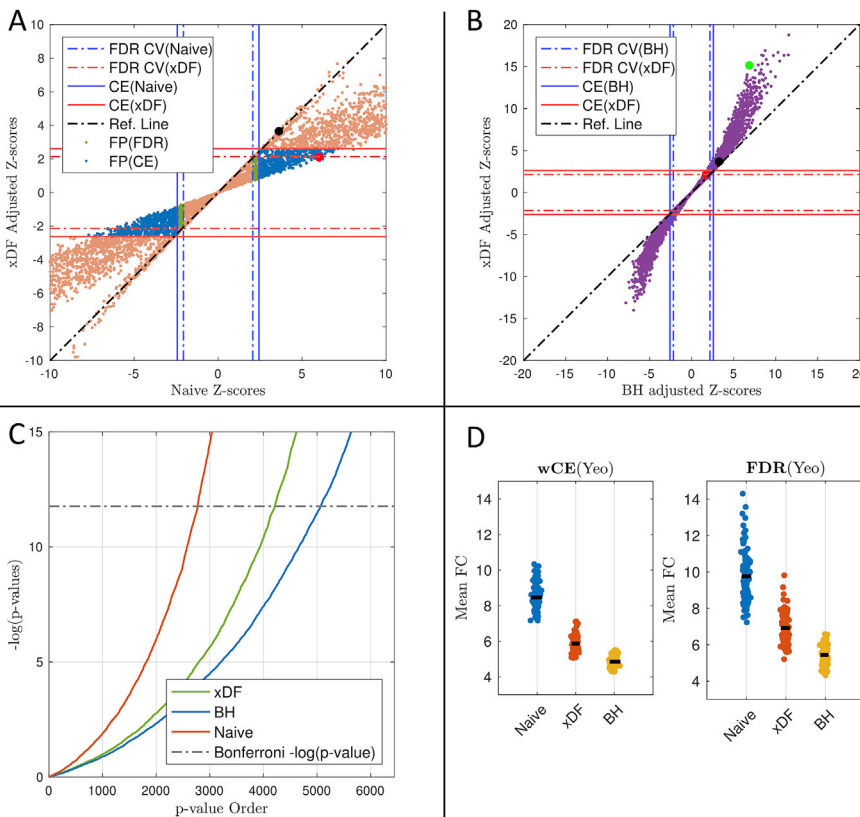 A
FDR CV(Naive)
FDR CV(xDF)
CE(Naive)
CE(xDF)
Ref. Line
FP(FDR)
FP(CE)
xDF Adjusted Z-scores
10
8
6
4
2
0
-2
-4
-6
-8
-10
-10
-5
0
5
10
Naive Z-scores
B
FDR CV(BH)
FDR CV(xDF)
CE(BH)
CE(xDF)
Ref. Line
xDF Adjusted Z-scores
20
15
10
5
0
-5
-10
-15
-20
-20
-15
-10
-5
0
5
10
15
20
BH adjusted Z-scores
C
-log(p-values)
15
10
5
0
xDF
BH
Naive
Bonferroni -log(p-value)
0
1000
2000
3000
4000
5000
6000
p-value Order
D
wCE(Yeo)
Mean FC
14
12
10
8
6
4
Naive
xDF
BH
FDR(Yeo)
Mean FC
14
12
10
8
6
4
Naive
xDF
BH